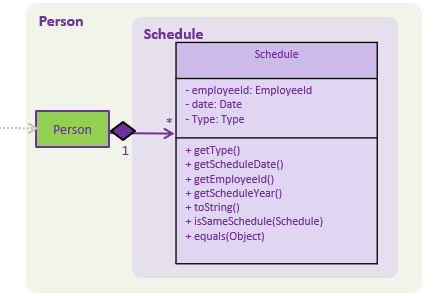 Person
Schedule
Schedule
- employeeId: EmployeeId
- date: Date
- Type: Type
Person
*
1
+ getType()
+ getScheduleDate()
+ getEmployeeId()
+ getScheduleYear()
+ toString()
+ isSameSchedule(Schedule)
+ equals(Object)